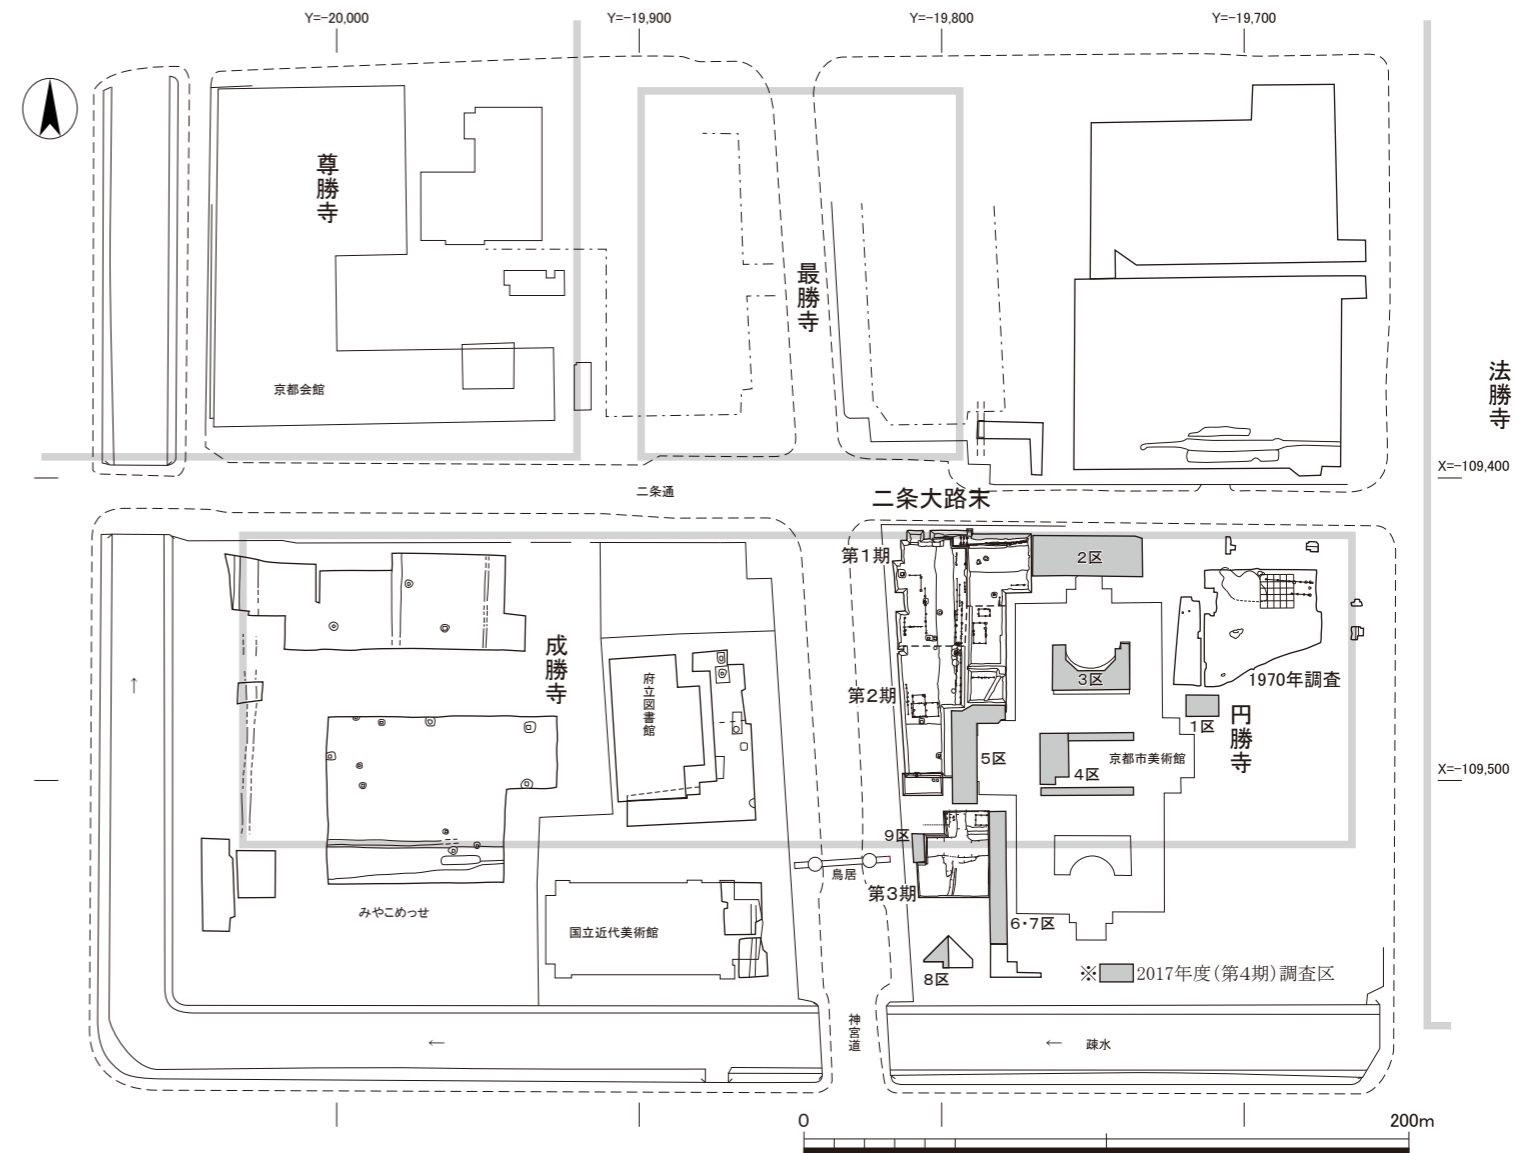 Y=-20,000
Y=-19,900
Y=-19,800
Y=-19,700
尊勝寺
最勝寺
法勝寺
京都会館
二条通
二条大路末
X=-109,400
第1期
2区
成勝寺
府立図書館
3区
1970年調査
第2期
1区
円勝寺
5区
4区
京都市美術館
X=-109,500
9区
鳥居
第3期
みやこめっせ
国立近代美術館
6・7区
8区
※2017年度(第4期)調査区
神宮道
←
←
疎水
↑
0
200m